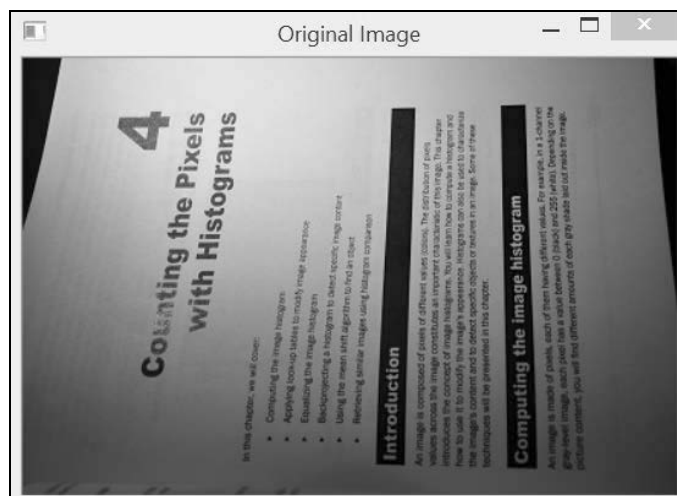 Original Image
4
Counting the Pixels
with Histograms
In this chapter, we will cover:
• Computing the image histogram
• Applying look-up tables to modify image appearance
• Equalizing the image histogram
• Backprojecting a histogram to detect specific image content
• Using the mean shift algorithm to find an object
• Retrieving similar images using histogram comparison
Introduction
An image is composed of pixels of different values (colors). The distribution of pixels
values across the image constitutes an important characteristic of this image. This chapter
introduces the concept of image histograms. You will learn how to compute a histogram and
how to use it to modify the image's appearance. Histograms can also be used to characterize
the image's content and to detect specific objects or textures in an image. Some of these
techniques will be presented in this chapter.
Computing the image histogram
An image is made of pixels, each of them having different values. For example, in a 1-channel
gray-level image, each pixel has a value between 0 (black) and 255 (white). Depending on the
picture content, you will find different amounts of each gray shade laid out inside the image.